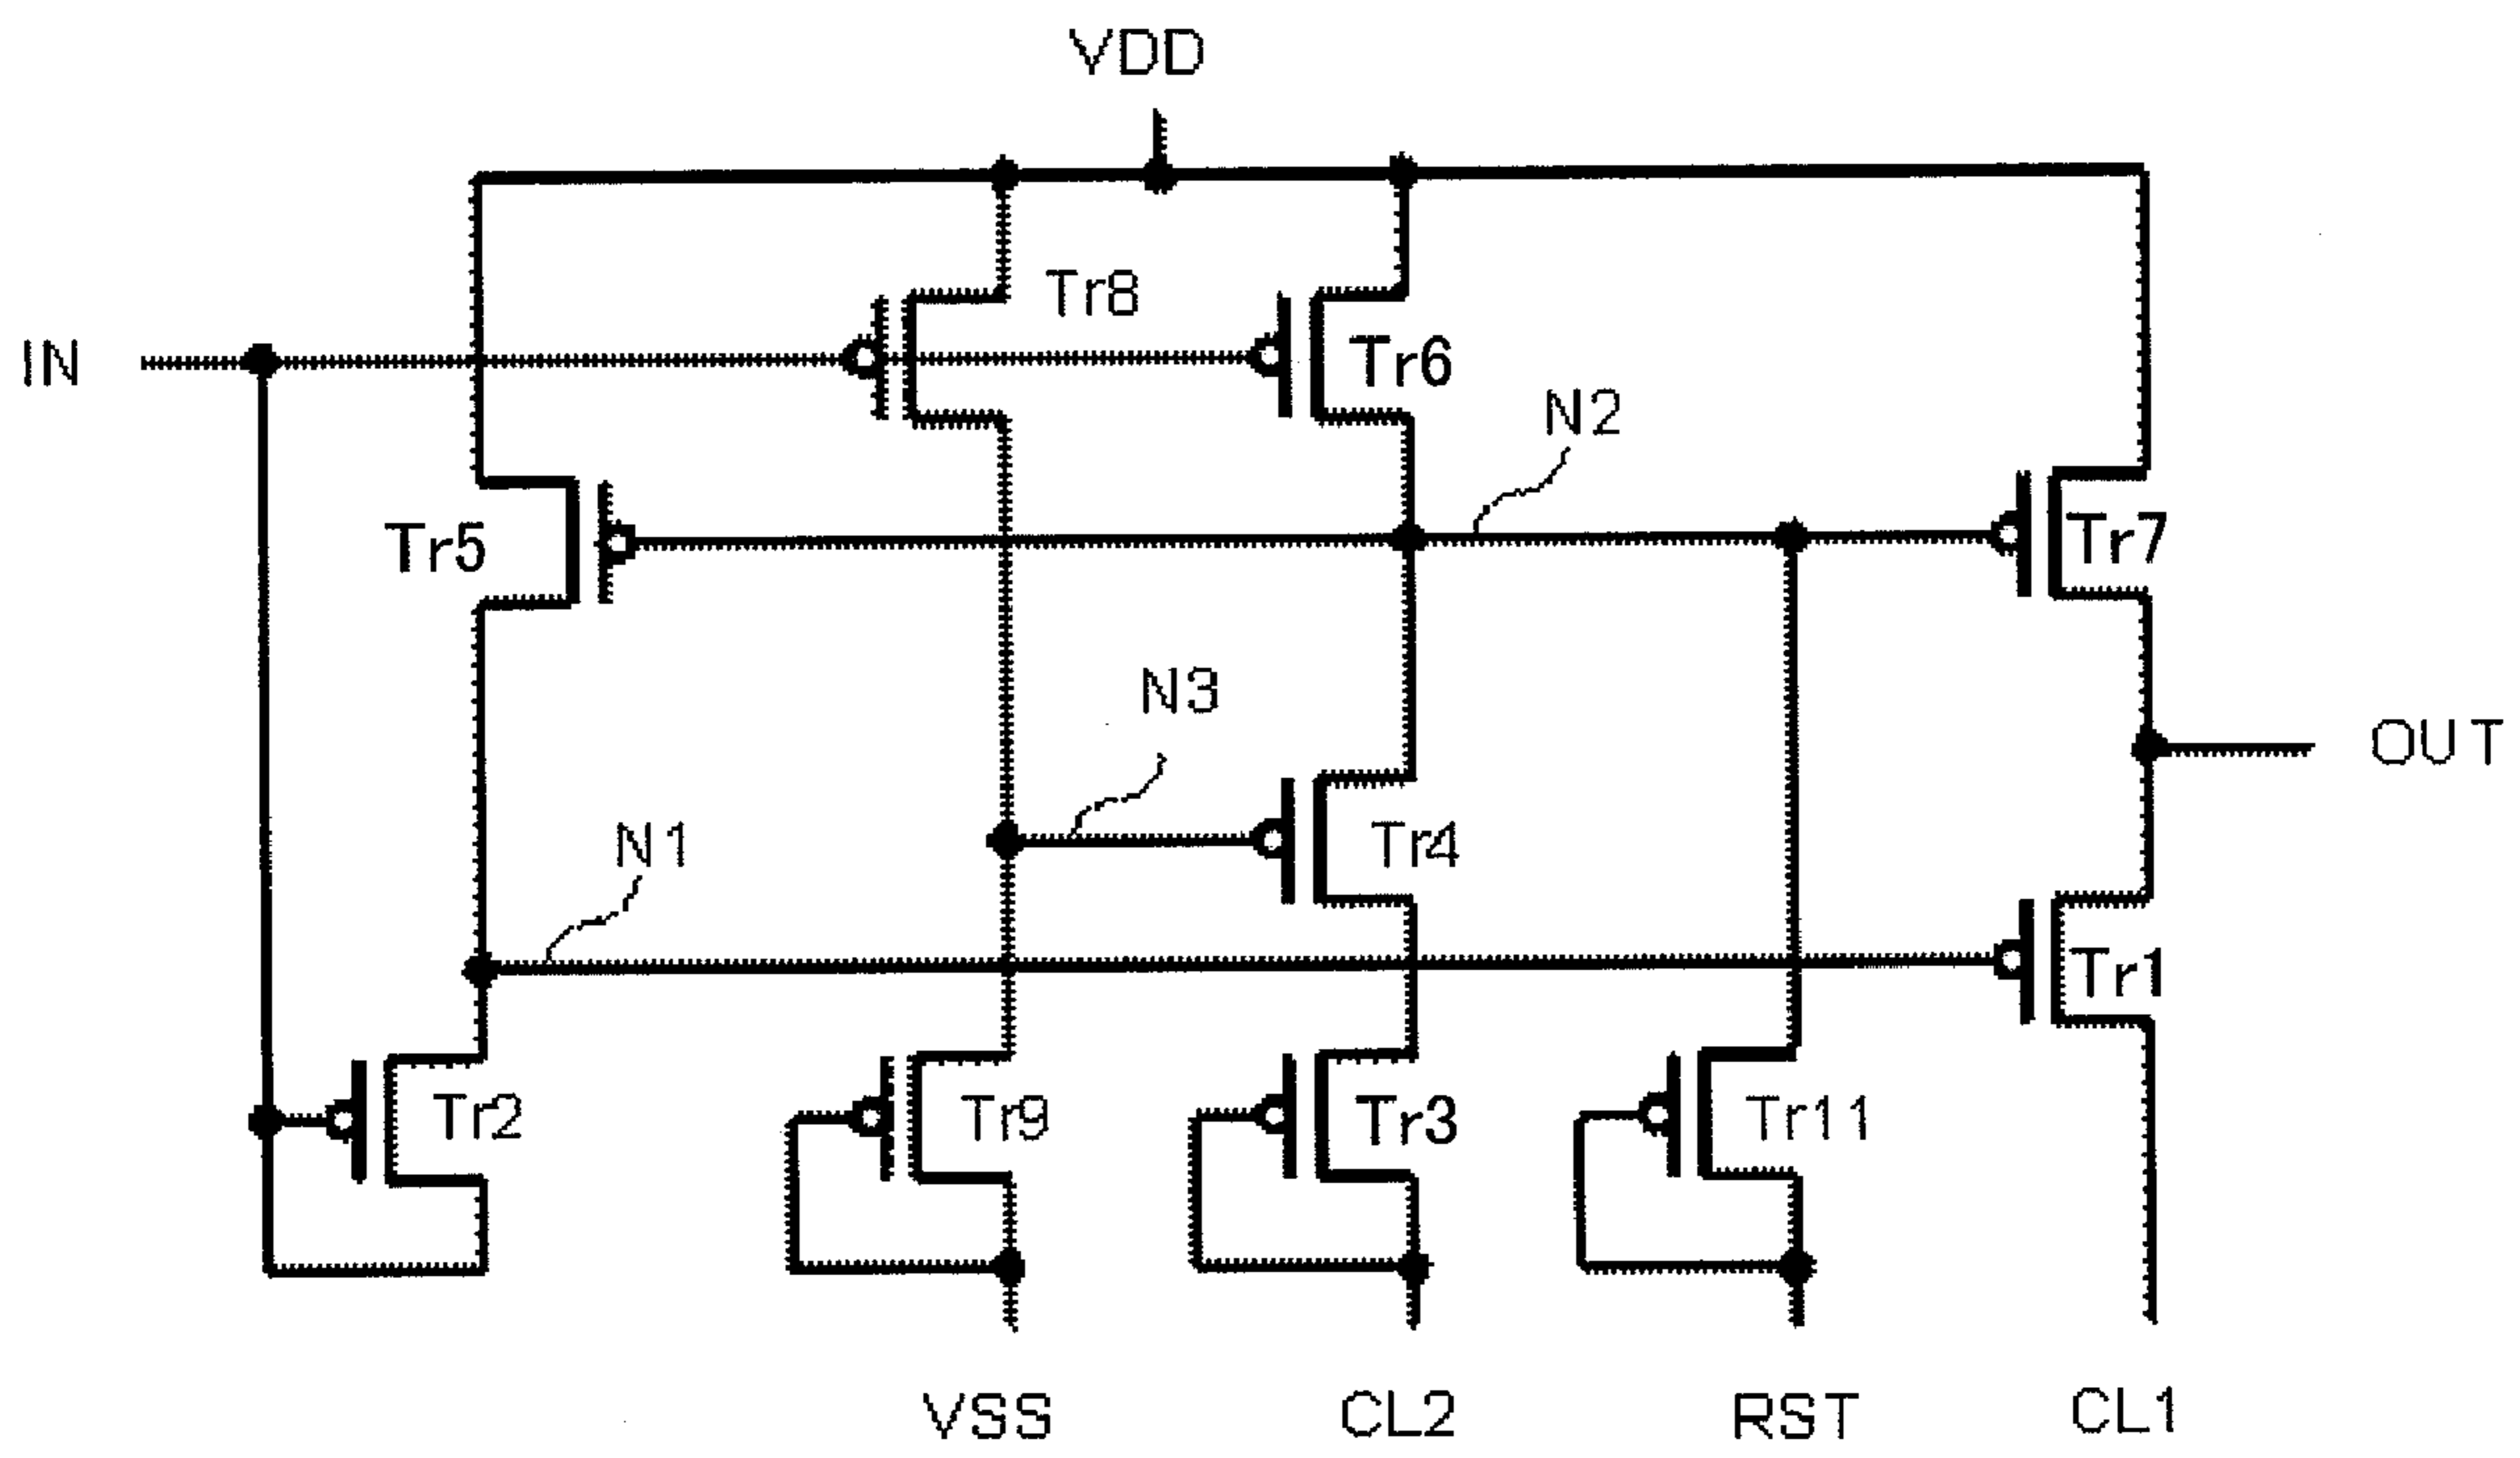 VDD
Tr8
IN
Tr6
N2
Tr5
Tr7
N3
OUT
N1
Tr4
Tr1
Tr2
Tr9
Tr3
Tr11
VSS
CL2
RST
CL1